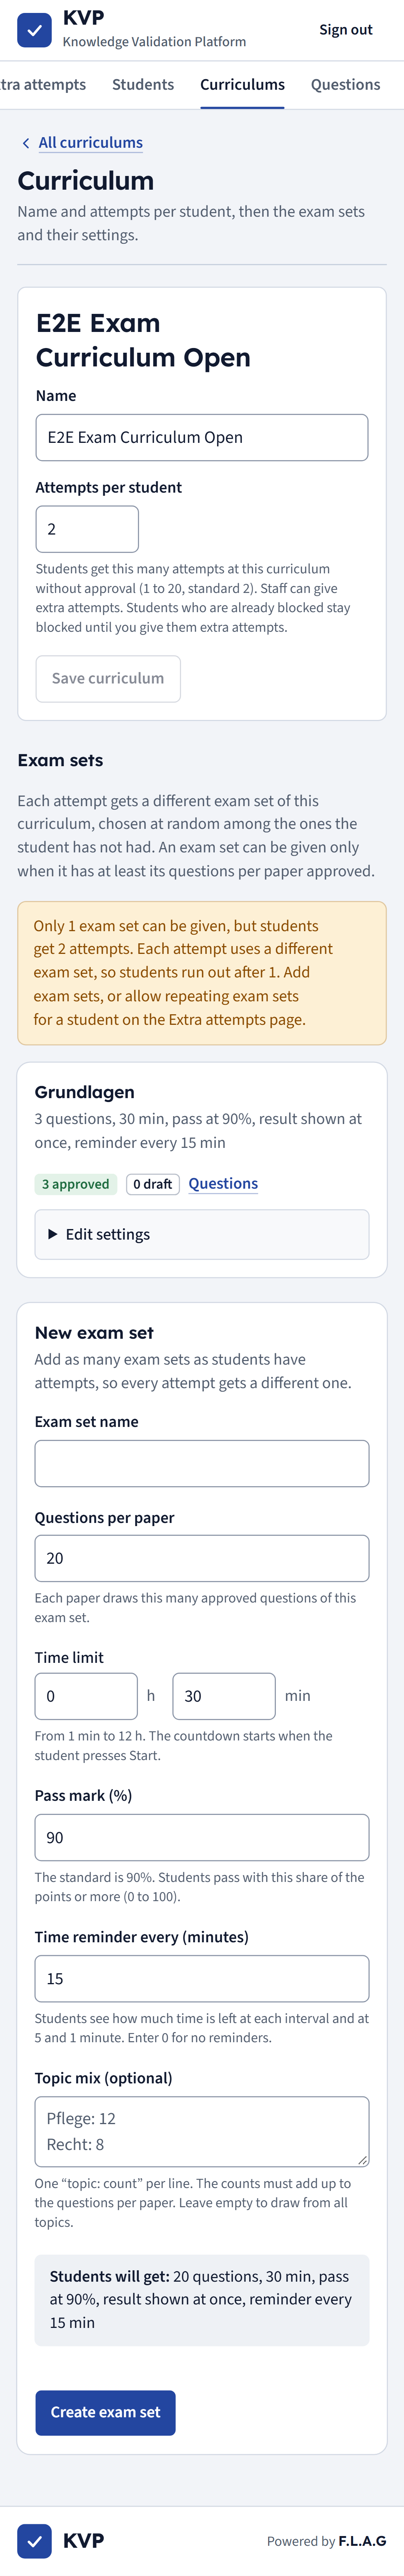 KVP
Knowledge Validation Platform
Sign out
tra attempts
Students
Curriculums
Questions
All curriculums
Curriculum
Name and attempts per student, then the exam sets
and their settings.
E2E Exam
Curriculum Open
Name
E2E Exam Curriculum Open
Attempts per student
2
Students get this many attempts at this curriculum
without approval (1 to 20, standard 2). Staff can give
extra attempts. Students who are already blocked stay
blocked until you give them extra attempts.
Save curriculum
Exam sets
Each attempt gets a different exam set of this
curriculum, chosen at random among the ones the
student has not had. An exam set can be given only
when it has at least its questions per paper approved.
Only 1 exam set can be given, but students
get 2 attempts. Each attempt uses a different
exam set, so students run out after 1. Add
exam sets, or allow repeating exam sets
for a student on the Extra attempts page.
Grundlagen
3 questions, 30 min, pass at 90%, result shown at
once, reminder every 15 min
3 approved
0 draft
Questions
Edit settings
New exam set
Add as many exam sets as students have
attempts, so every attempt gets a different one.
Exam set name
Questions per paper
20
Each paper draws this many approved questions of this
exam set.
Time limit
0
h
30
min
From 1 min to 12 h. The countdown starts when the
student presses Start.
Pass mark (%)
90
The standard is 90%. Students pass with this share of the
points or more (0 to 100).
Time reminder every (minutes)
15
Students see how much time is left at each interval and at
5 and 1 minute. Enter 0 for no reminders.
Topic mix (optional)
Pflege: 12
Recht: 8
One “topic: count” per line. The counts must add up to
the questions per paper. Leave empty to draw from all
topics.
Students will get: 20 questions, 30 min, pass
at 90%, result shown at once, reminder every
15 min
Create exam set
KVP
Powered by F.L.A.G